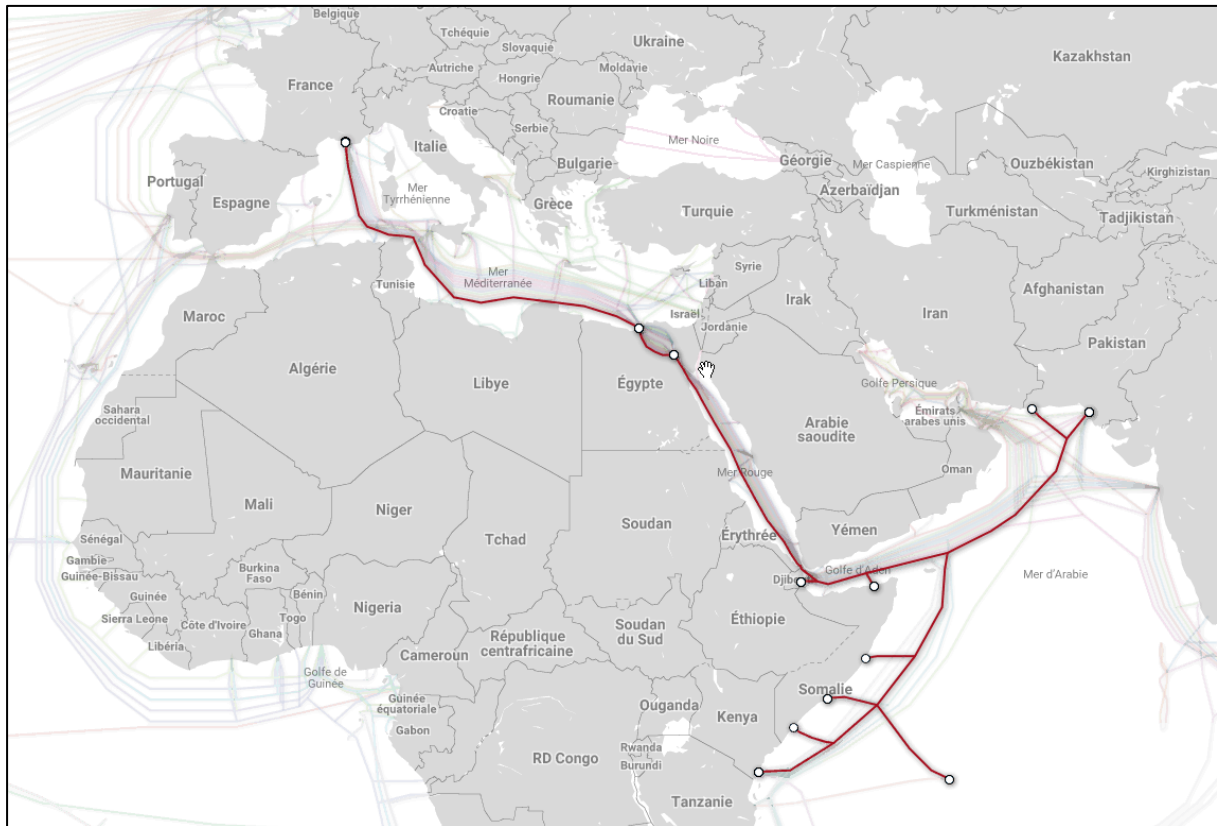 Belgique
Tchéquie
Ukraine
Kazakhstan
Slovaquie
Autriche
Moldavie
Hongrie
France
Roumanie
Croatie
Serbie
Mer Noire
Italie
Bulgarie
Géorgie
Mer Caspienne
Ouzbékistan
Kirghizistan
Portugal
Espagne
Mer
Tyrrhénienne
Azerbaïdjan
Grèce
Turquie
Turkménistan
Tadjikistan
Syrie
Mer
Méditerranée
Tunisie
Liban
Afghanistan
Irak
Iran
Maroc
Israël
Jordanie
Pakistan
Algérie
Libye
Égypte
Golfe Persique
Sahara
occidental
Émirats
arabes unis
Arabie
saoudite
Mauritanie
Mer Rouge
Oman
Mali
Niger
Soudan
Yémen
Érythrée
Sénégal
Tchad
Gambie
Golfe d'Aden
Guinée-Bissau
Burkina
Faso
Mer d'Arabie
Guinée
Bénin
Nigeria
Sierra Leone
Côte d'Ivoire
Togo
Ghana
Soudan
du Sud
Éthiopie
Libéria
République
centrafricaine
Cameroun
Golfe de
Guinée
Somalie
Guinée
équatoriale
Ouganda
Kenya
Gabon
Rwanda
RD Congo
Burundi
Tanzanie